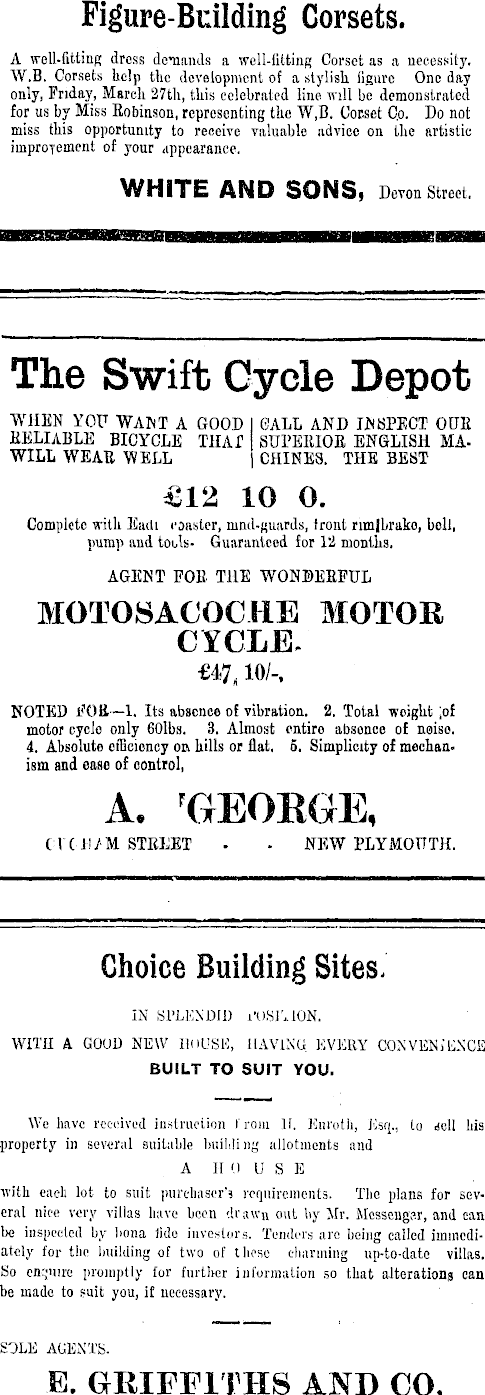 Figure-Building Corsets.
A well-fitting dress demands a well-fitting Corset as a necessity.
W.B. Corsets help the development of a stylish figure One day
only, Friday, March 27th, this celebrated line will be demonstrated
for us by Miss Robinson, representing the W,B. Corset Co. Do not
miss this opportunity to receive valuable advice on the artistic
improvement of your appearance.
WHITE AND SONS, Devon Street.
The Swift Cycle Depot
WHEN YOU WANT A GOOD
RELIABLE BICYCLE THAT
WILL WEAR WELL
CALL AND INSPECT OUR
SUPERIOR ENGLISH MA-
CHINES. THE BEST
£12 10 0.
Complete with Eadi coaster, mud-guards, front rim brake, bell,
pump and tools- Guaranteed for 12 months.
AGENT FOR THE WONDERFUL
MOTOSACOCHE MOTOR
CYCLE.
£47, 10/-,
NOTED FOR—1. Its absence of vibration. 2. Total weight of
motor cycle only 60lbs. 3. Almost entire absence of noise.
4. Absolute efficiency on hills or flat. 5. Simplicity of mechan-
ism and ease of control,
A. GEORGE,
STREET - - NEW PLYMOUTH.
Choice Building Sites.
IN SPLENDID POSITION.
WITH A GOOD NEW HOUSE, HAVING EVERY CONVENIENCE
BUILT TO SUIT YOU.
We have received instruction from H. Enroth, Esq., to sell his
property in several suitable building allotments and
A HOUSE
with each lot to suit purchaser's requirements. The plans for sev-
eral nice very villas have been drawn out by Mr. Messenger, and can
be inspected by bona fide investors. Tenders are being called immedi-
ately for the building of two of these charming up-to-date villas.
So enquire promptly for further information so that alterations can
be made to suit you, if necessary.
SOLE AGENTS.
E. GRIFFITHS AND CO.